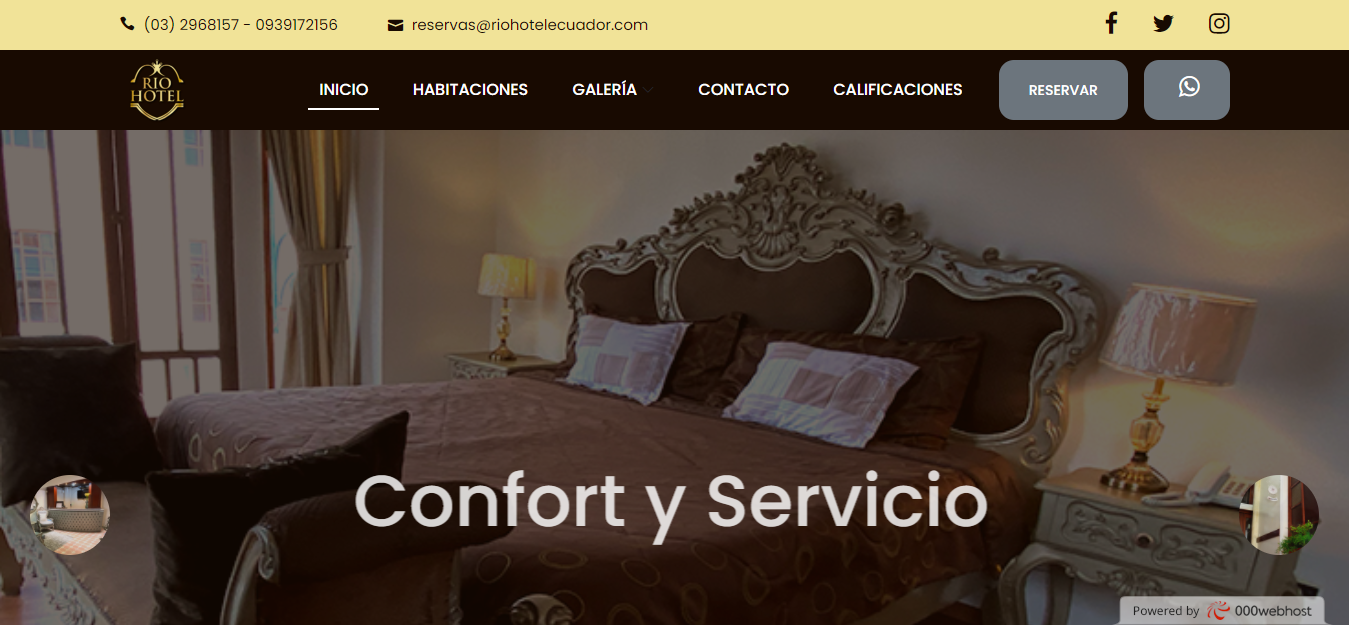 (03) 2968157 - 0939172156
reservas@riohotelecuador.com
RIO
HOTEL
INICIO
HABITACIONES
GALERÍA
CONTACTO
CALIFICACIONES
RESERVAR
Confort y Servicio
Powered by 000webhost